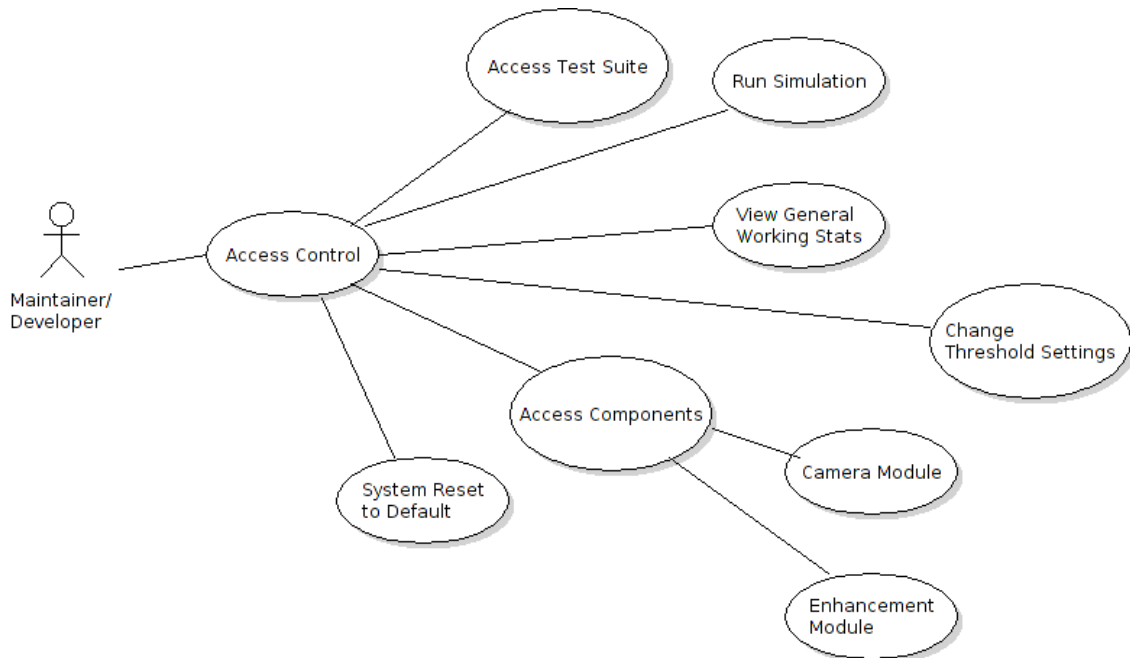 Access Test Suite
Run Simulation
View General
Working Stats
Access Control
Maintainer/
Developer
Change
Threshold Settings
Access Components
Camera Module
System Reset
to Default
Enhancement
Module